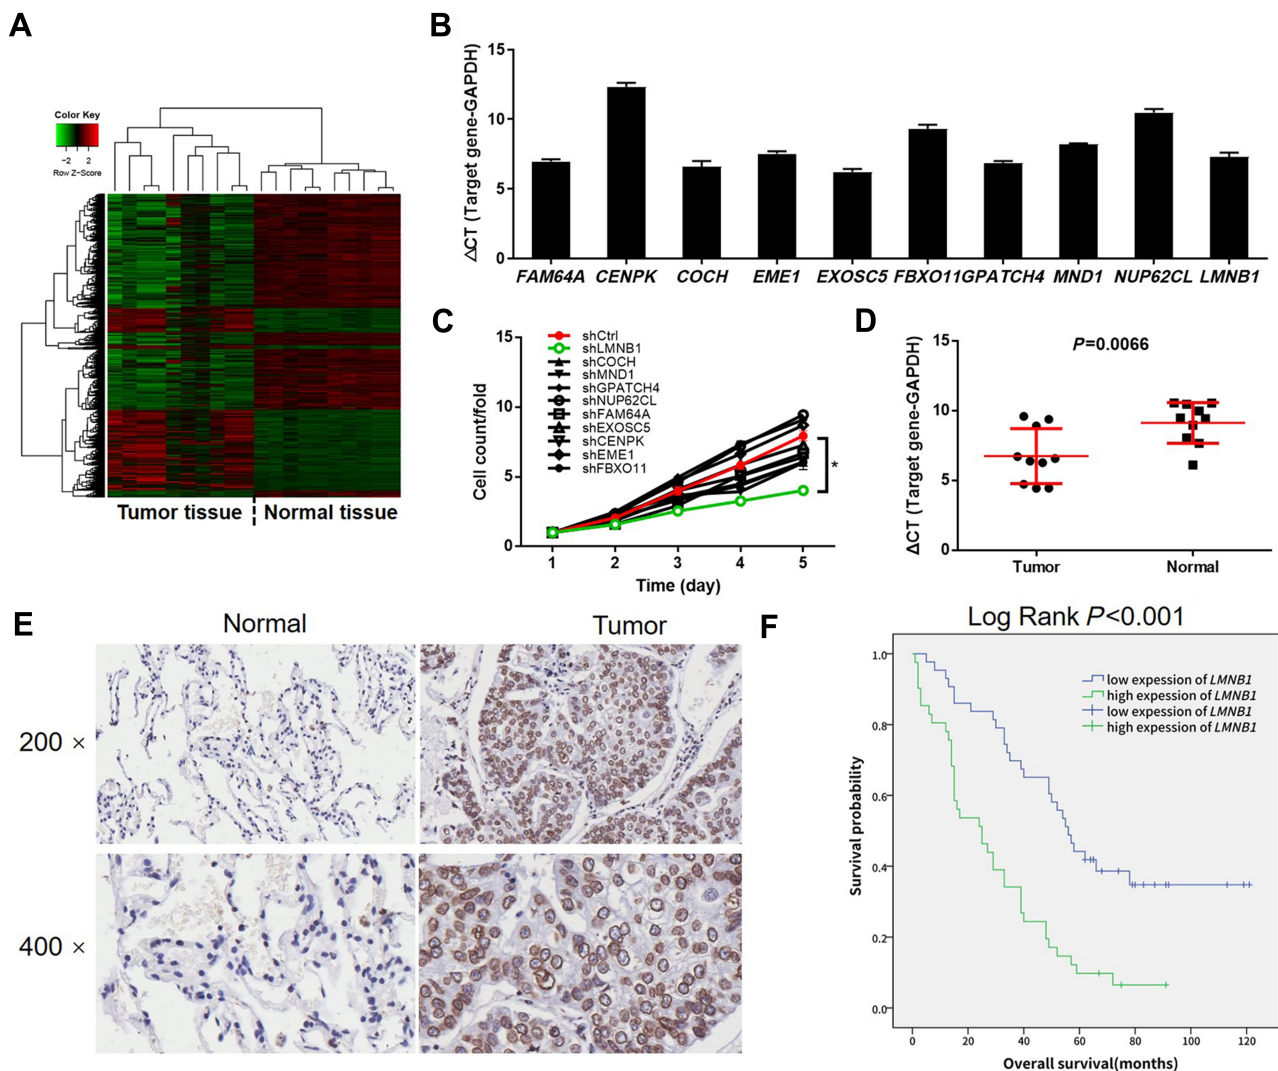 A
Color Key
−2 2
Row Z−Score
Tumor tissue Normal tissue
B
ΔCT (Target gene-GAPDH)
15
10
5
0
FAM64A CENPK COCH EME1 EXOSC5 FBXO11 GPATCH4 MND1 NUP62CL LMNB1
C
Cell count/fold
15
10
5
0
shCtrl
shLMNB1
shCOCH
shMND1
shGPATCH4
shNUP62CL
shFAM64A
shEXOSC5
shCENPK
shEME1
shFBXO11
*
1 2 3 4 5
Time (day)
D
ΔCT (Target gene-GAPDH)
15
10
5
0
P=0.0066
Tumor Normal
E
Normal Tumor
200 ×
400 ×
F
Log Rank P<0.001
Survival probability
1.0
0.8
0.6
0.4
0.2
0.0
low expession of LMNB1
high expession of LMNB1
low expession of LMNB1
high expession of LMNB1
0 20 40 60 80 100 120
Overall survival(months)